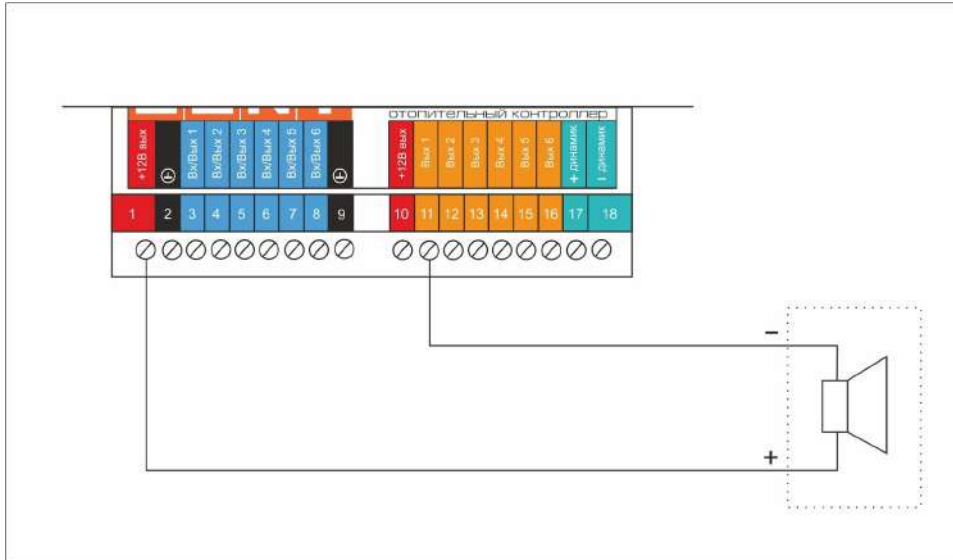 отопительный контроллер
+12В вых
Вх/Вых 1
Вх/Вых 2
Вх/Вых 3
Вх/Вых 4
Вх/Вых 5
Вх/Вых 6
+12В вых
Вых 1
Вых 2
Вых 3
Вых 4
Вых 5
Вых 6
+ динамик
– динамик
1 2 3 4 5 6 7 8 9 10 11 12 13 14 15 16 17 18
–
+